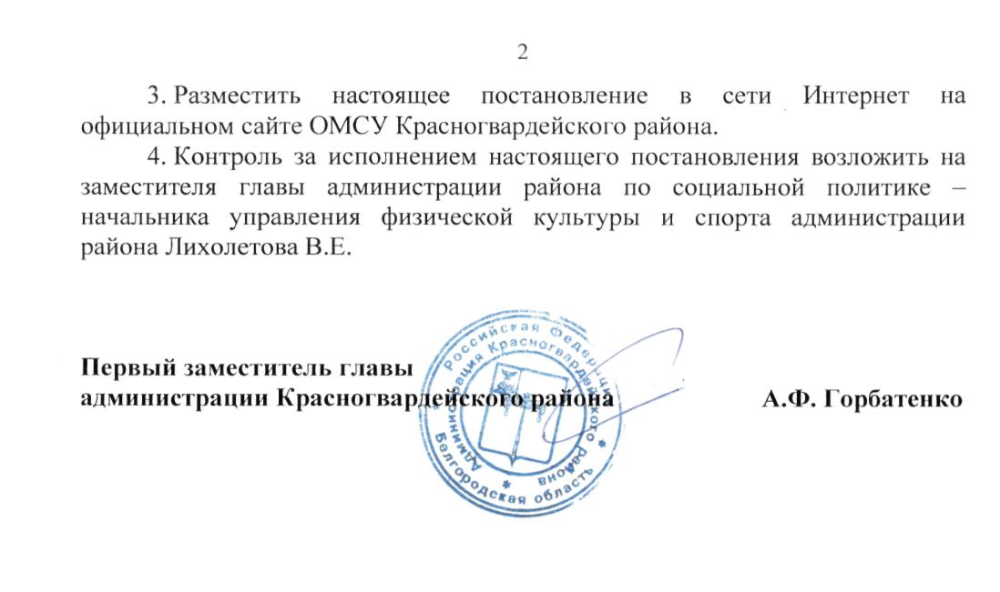 2
3. Разместить настоящее постановление в сети Интернет на
официальном сайте ОМСУ Красногвардейского района.
4. Контроль за исполнением настоящего постановления возложить на
заместителя главы администрации района по социальной политике –
начальника управления физической культуры и спорта администрации
района Лихолетова В.Е.
Первый заместитель главы
администрации Красногвардейского района
А.Ф. Горбатенко
Российская Федерация
Администрация Красногвардейского района
Белгородская область